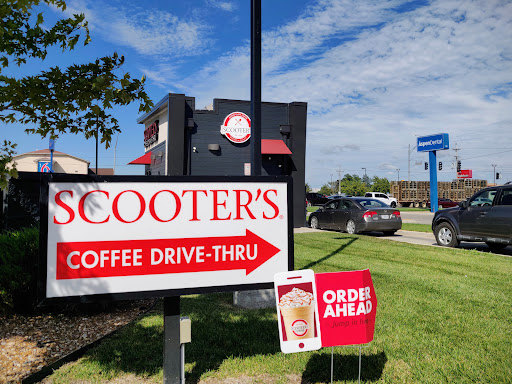 SCOOTER'S
COFFEE DRIVE-THRU
ORDER
AHEAD
SCOOTER'S
AspenDental